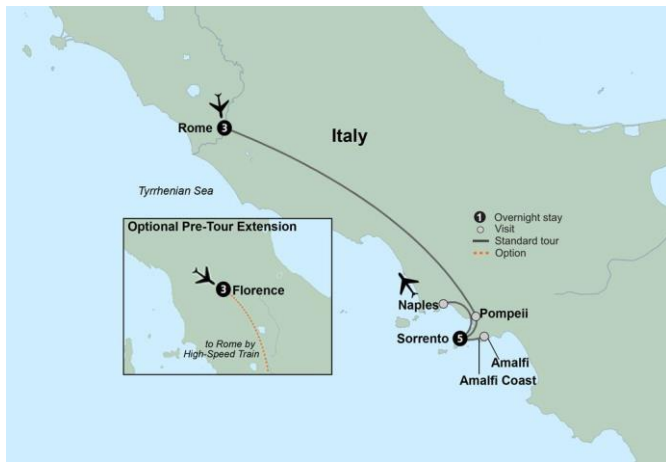 Rome
3
Italy
Tyrrhenian Sea
1 Overnight stay
Visit
Standard tour
Option
Optional Pre-Tour Extension
3 Florence
to Rome by
High-Speed Train
Naples
Pompeii
Sorrento
5
Amalfi
Amalfi Coast